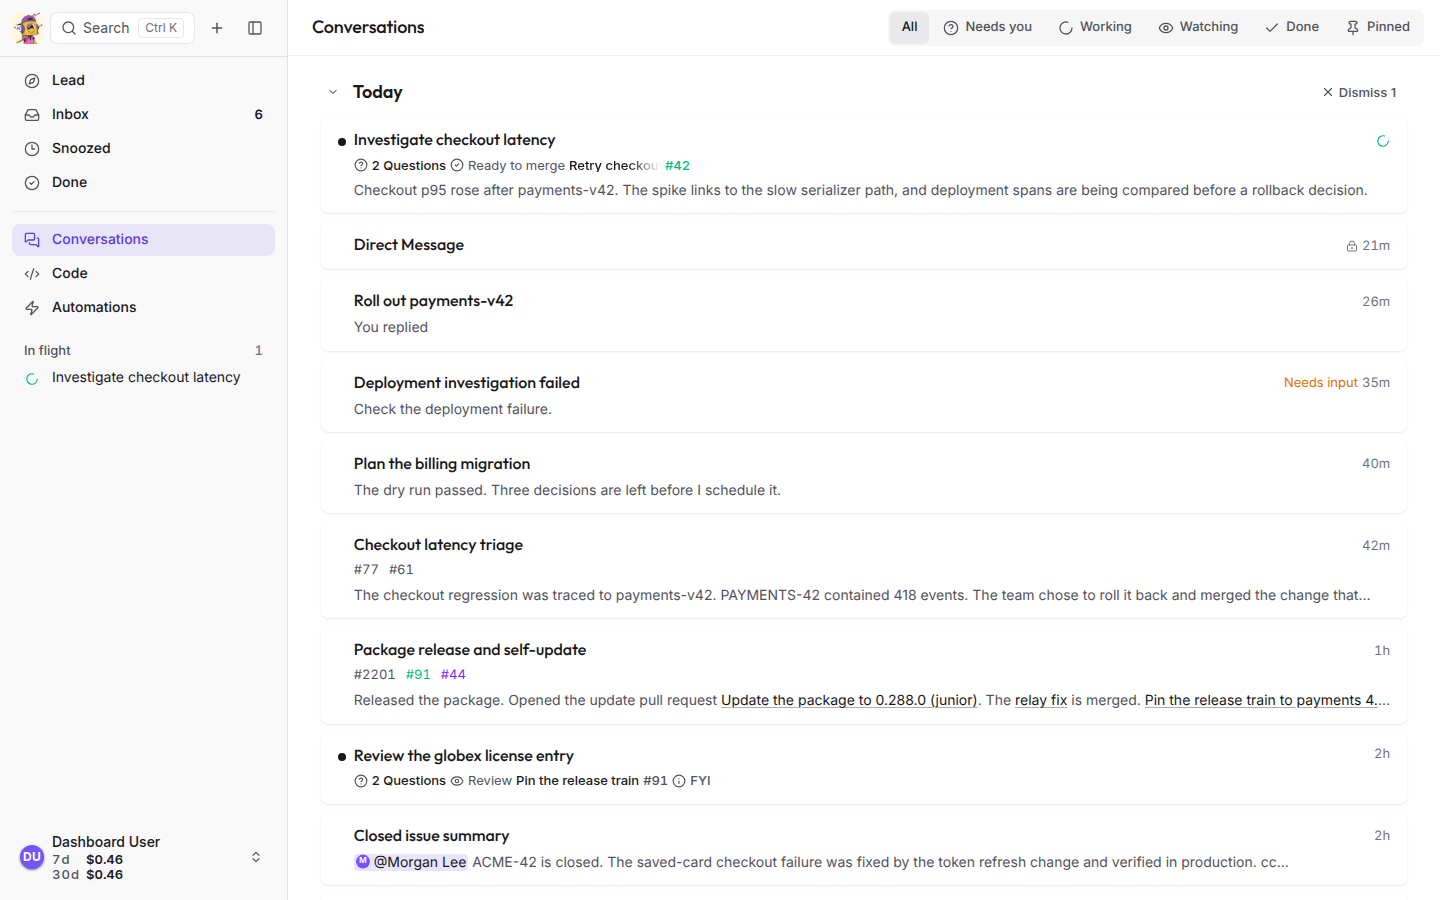 Search Ctrl K
Lead
Inbox 6
Snoozed
Done
Conversations
Code
Automations
In flight 1
Investigate checkout latency
DU
Dashboard User
7d $0.46
30d $0.46
Conversations
All Needs you Working Watching Done Pinned
Today
Dismiss 1
Investigate checkout latency
2 Questions Ready to merge Retry checkou #42
Checkout p95 rose after payments-v42. The spike links to the slow serializer path, and deployment spans are being compared before a rollback decision.
Direct Message 21m
Roll out payments-v42 26m
You replied
Deployment investigation failed Needs input 35m
Check the deployment failure.
Plan the billing migration 40m
The dry run passed. Three decisions are left before I schedule it.
Checkout latency triage 42m
#77 #61
The checkout regression was traced to payments-v42. PAYMENTS-42 contained 418 events. The team chose to roll it back and merged the change that...
Package release and self-update 1h
#2201 #91 #44
Released the package. Opened the update pull request Update the package to 0.288.0 (junior). The relay fix is merged. Pin the release train to payments 4....
Review the globex license entry 2h
2 Questions Review Pin the release train #91 FYI
Closed issue summary 2h
M @Morgan Lee ACME-42 is closed. The saved-card checkout failure was fixed by the token refresh change and verified in production. cc...